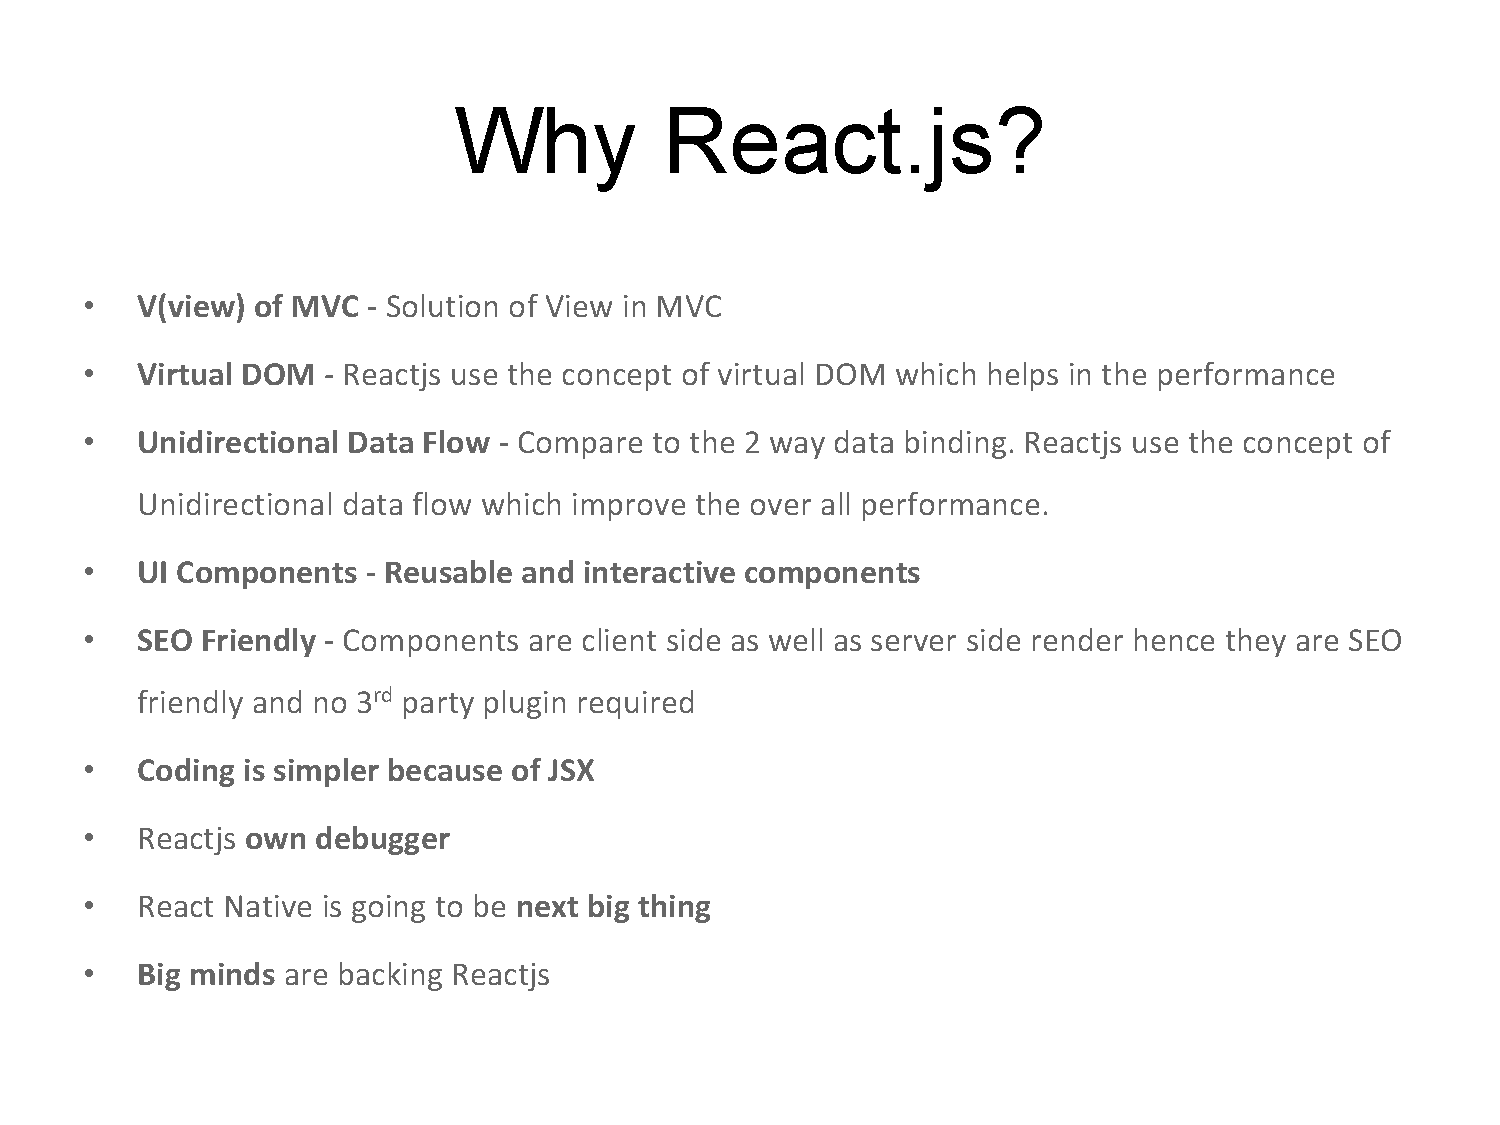 Why React.js?
• V(view) of MVC - Solution of View in MVC
• Virtual DOM - Reactjs use the concept of virtual DOM which helps in the performance
• Unidirectional Data Flow - Compare to the 2 way data binding. Reactjs use the concept of
Unidirectional data flow which improve the over all performance.
• UI Components - Reusable and interactive components
• SEO Friendly - Components are client side as well as server side render hence they are SEO
friendly and no 3rd party plugin required
• Coding is simpler because of JSX
• Reactjs own debugger
• React Native is going to be next big thing
• Big minds are backing Reactjs